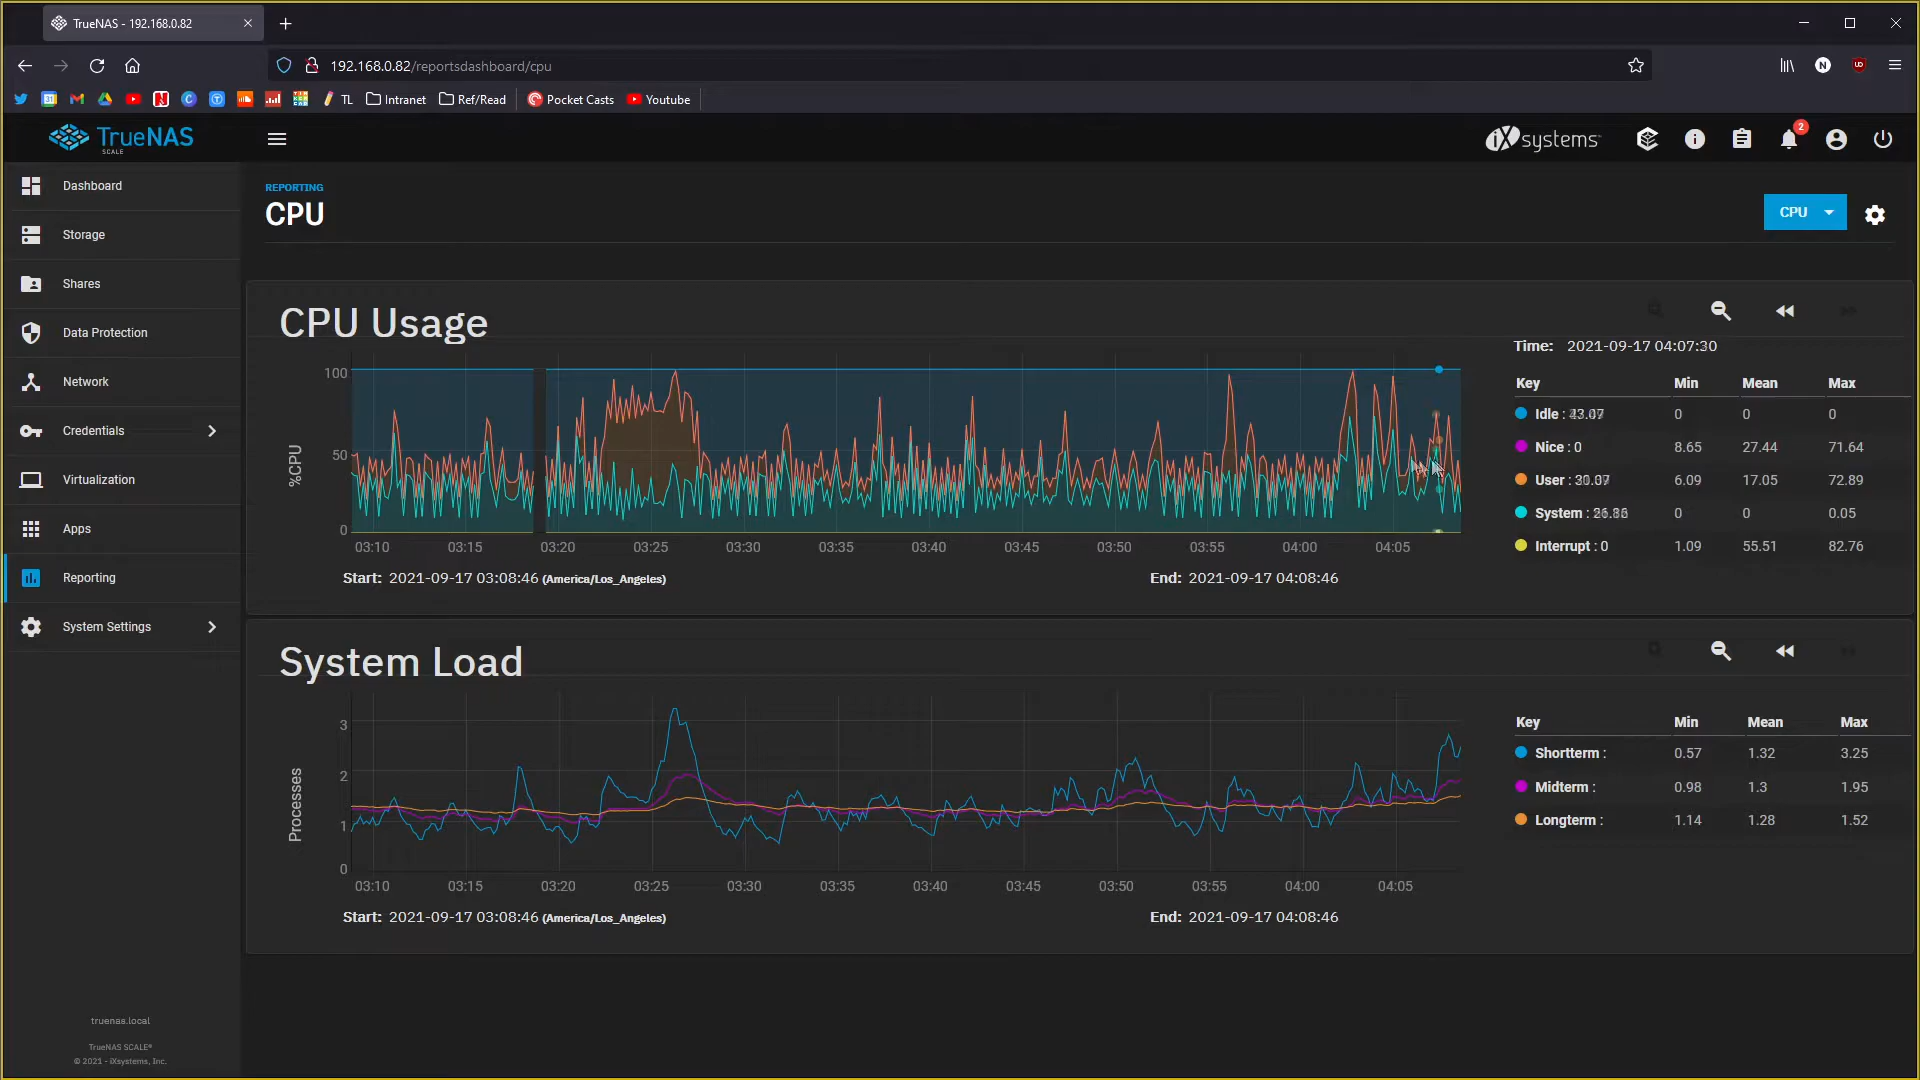 TrueNAS - 192.168.0.82
192.168.0.82/reportsdashboard/cpu
TL
Intranet
Ref/Read
Pocket Casts
Youtube
TrueNAS
SCALE
iXsystems
2
Dashboard
Storage
Shares
Data Protection
Network
Credentials
Virtualization
Apps
Reporting
System Settings
truenas.local
TrueNAS SCALE®
© 2021 - iXsystems, Inc.
REPORTING
CPU
CPU
CPU Usage
%CPU
100
50
0
03:10 03:15 03:20 03:25 03:30 03:35 03:40 03:45 03:50 03:55 04:00 04:05
Start: 2021-09-17 03:08:46 (America/Los_Angeles)
End: 2021-09-17 04:08:46
Time: 2021-09-17 04:07:30
Key Min Mean Max
Idle : 0 0 0
Nice : 0 8.65 27.44 71.64
User : 6.09 17.05 72.89
System : 0 0 0.05
Interrupt : 0 1.09 55.51 82.76
System Load
Processes
3
2
1
0
03:10 03:15 03:20 03:25 03:30 03:35 03:40 03:45 03:50 03:55 04:00 04:05
Start: 2021-09-17 03:08:46 (America/Los_Angeles)
End: 2021-09-17 04:08:46
Key Min Mean Max
Shortterm : 0.57 1.32 3.25
Midterm : 0.98 1.3 1.95
Longterm : 1.14 1.28 1.52